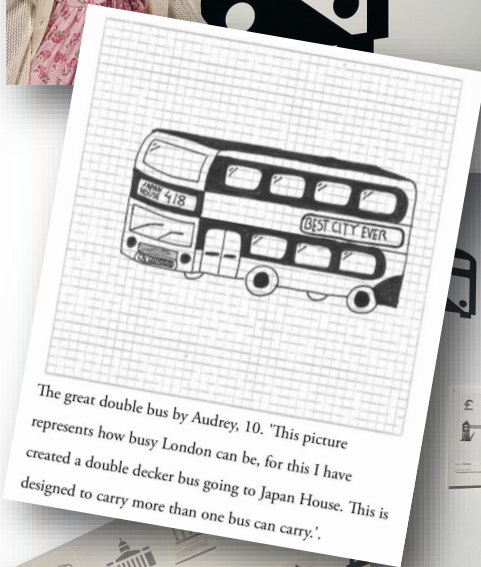 JAPAN
HOUSE 418
BEST CITY EVER
The great double bus by Audrey, 10. 'This picture
represents how busy London can be, for this I have
created a double decker bus going to Japan House. This is
designed to carry more than one bus can carry.'.
£